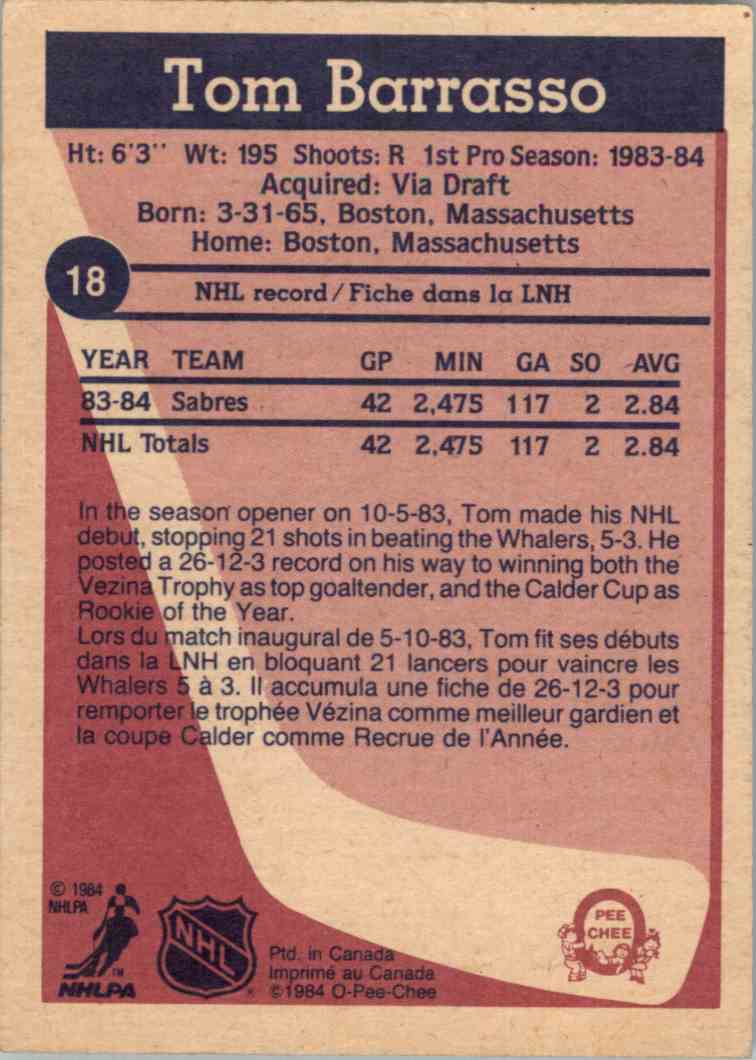 Tom Barrasso
Ht: 6'3'' Wt: 195 Shoots: R 1st Pro Season: 1983-84
Acquired: Via Draft
Born: 3-31-65, Boston, Massachusetts
Home: Boston, Massachusetts
18
NHL record/Fiche dans la LNH
YEAR TEAM GP MIN GA SO AVG
83-84 Sabres 42 2,475 117 2 2.84
NHL Totals 42 2,475 117 2 2.84
In the season opener on 10-5-83, Tom made his NHL
debut, stopping 21 shots in beating the Whalers, 5-3. He
posted a 26-12-3 record on his way to winning both the
Vezina Trophy as top goaltender, and the Calder Cup as
Rookie of the Year.
Lors du match inaugural de 5-10-83, Tom fit ses débuts
dans la LNH en bloquant 21 lancers pour vaincre les
Whalers 5 à 3. Il accumula une fiche de 26-12-3 pour
remporter le trophée Vézina comme meilleur gardien et
la coupe Calder comme Recrue de l'Année.
© 1984
NHLPA
TM
NHLPA
NHL
Ptd. in Canada
Imprimé au Canada
©1984 O-Pee-Chee
PEE
CHEE